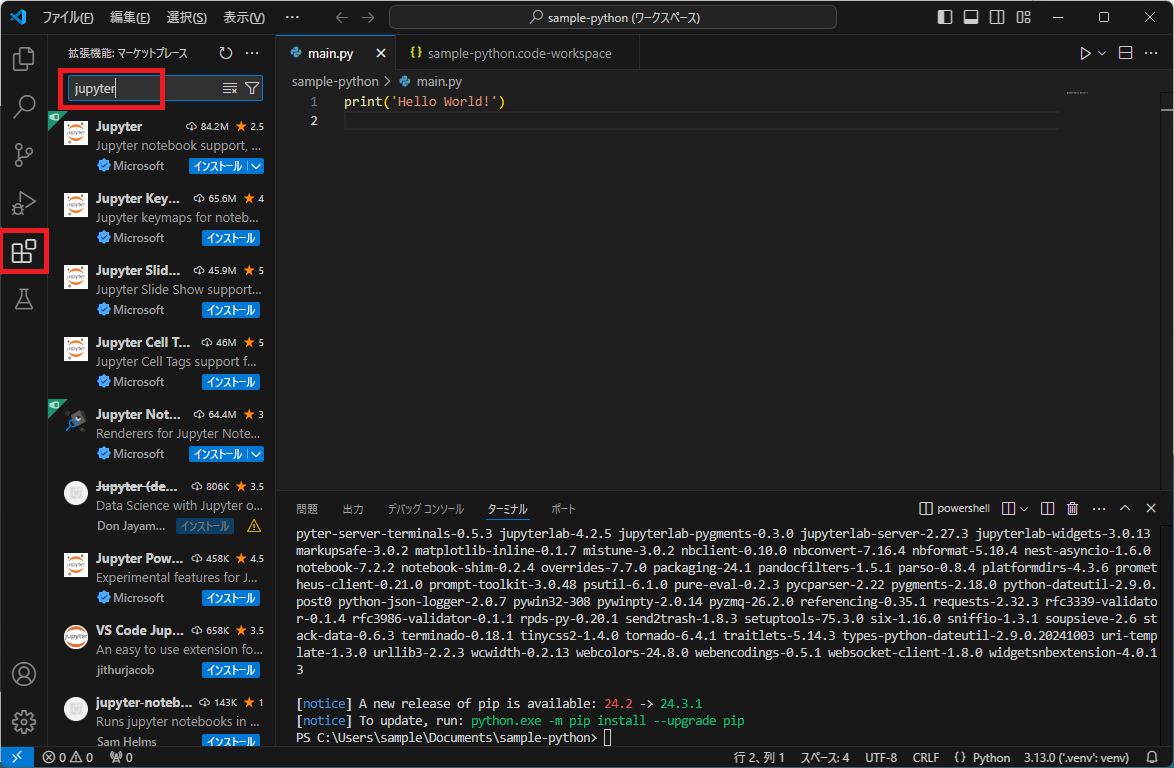 ファイル(F) 編集(E) 選択(S) 表示(V) ··· sample-python (ワークスペース)
拡張機能: マーケットプレース
jupyter
Jupyter 84.2M 2.5
Jupyter notebook support, ...
Microsoft インストール
Jupyter Key... 65.6M 4
Jupyter keymaps for noteb...
Microsoft インストール
Jupyter Slid... 45.9M 5
Jupyter Slide Show support...
Microsoft インストール
Jupyter Cell T... 46M 5
Jupyter Cell Tags support f...
Microsoft インストール
Jupyter Not... 64.4M 3
Renderers for Jupyter Note...
Microsoft インストール
Jupyter (de... 806K 3.5
Data Science with Jupyter o...
Don Jayam... インストール
Jupyter Pow... 458K 4.5
Experimental features for J...
Microsoft インストール
VS Code Jup... 658K 3.5
An easy to use extension fo...
jithurjacob インストール
jupyter-noteb... 143K 1
Runs jupyter notebooks in ...
Sam Helms インストール
main.py {} sample-python.code-workspace
sample-python > main.py
1 print('Hello World!')
2
問題 出力 デバッグ コンソール ターミナル ポート powershell
pyter-server-terminals-0.5.3 jupyterlab-4.2.5 jupyterlab-pygments-0.3.0 jupyterlab-server-2.27.3 jupyterlab-widgets-3.0.13
markupsafe-3.0.2 matplotlib-inline-0.1.7 mistune-3.0.2 nbclient-0.10.0 nbconvert-7.16.4 nbformat-5.10.4 nest-asyncio-1.6.0
notebook-7.2.2 notebook-shim-0.2.4 overrides-7.7.0 packaging-24.1 pandocfilters-1.5.1 parso-0.8.4 platformdirs-4.3.6 promet
heus-client-0.21.0 prompt-toolkit-3.0.48 psutil-6.1.0 pure-eval-0.2.3 pycparser-2.22 pygments-2.18.0 python-dateutil-2.9.0.
post0 python-json-logger-2.0.7 pywin32-308 pywinpty-2.0.14 pyzmq-26.2.0 referencing-0.35.1 requests-2.32.3 rfc3339-validato
r-0.1.4 rfc3986-validator-0.1.1 rpds-py-0.20.1 send2trash-1.8.3 setuptools-75.3.0 six-1.16.0 sniffio-1.3.1 soupsieve-2.6 st
ack-data-0.6.3 terminado-0.18.1 tinycss2-1.4.0 tornado-6.4.1 traitlets-5.14.3 types-python-dateutil-2.9.0.20241003 uri-temp
late-1.3.0 urllib3-2.2.3 wcwidth-0.2.13 webcolors-24.8.0 webencodings-0.5.1 websocket-client-1.8.0 widgetsnbextension-4.0.1
3
[notice] A new release of pip is available: 24.2 -> 24.3.1
[notice] To update, run: python.exe -m pip install --upgrade pip
PS C:\Users\sample\Documents\sample-python>
0 0 0 行 2、列 1 スペース: 4 UTF-8 CRLF {} Python 3.13.0 ('.venv': venv)